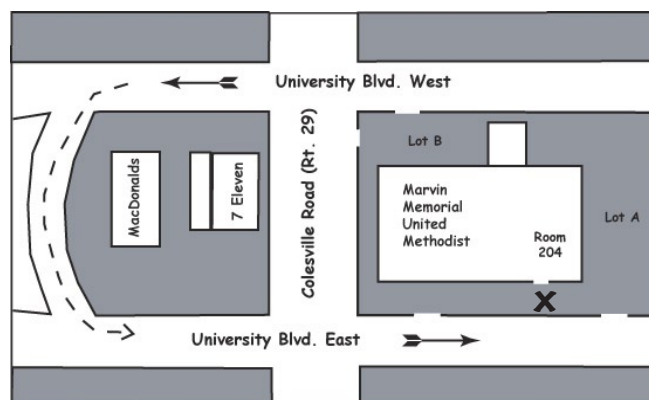 University Blvd. West
Colesville Road (Rt. 29)
MacDonalds
7 Eleven
Lot B
Marvin
Memorial
United
Methodist
Room
204
Lot A
X
University Blvd. East